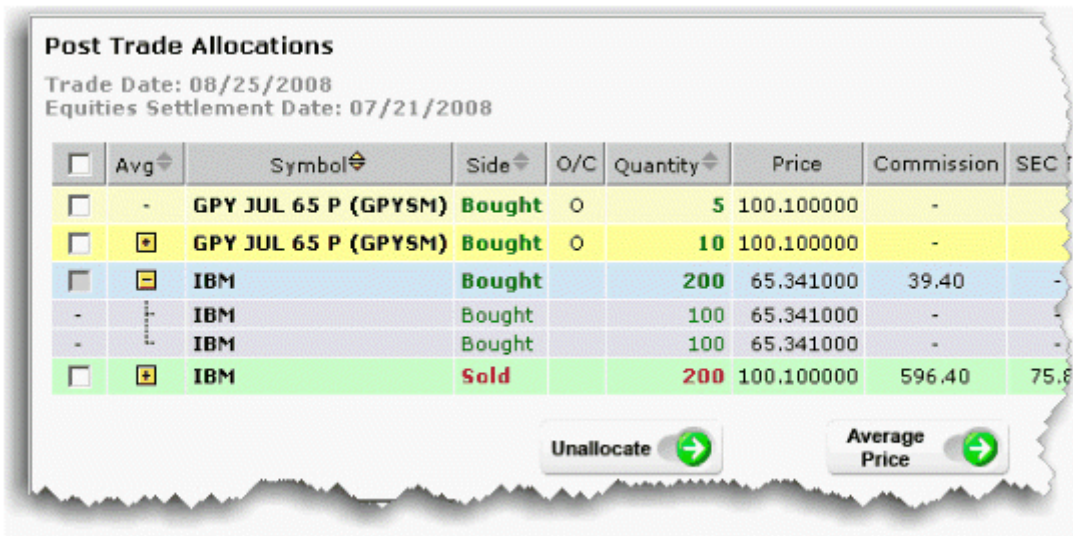 Post Trade Allocations
Trade Date: 08/25/2008
Equities Settlement Date: 07/21/2008
Avg Symbol Side O/C Quantity Price Commission SEC
- GPY JUL 65 P (GPYSM) Bought O 5 100.100000 -
+ GPY JUL 65 P (GPYSM) Bought O 10 100.100000 -
- IBM Bought 200 65.341000 39.40 -
- IBM Bought 100 65.341000 - -
- IBM Bought 100 65.341000 - -
+ IBM Sold 200 100.100000 596.40 75.8
Unallocate
Average
Price